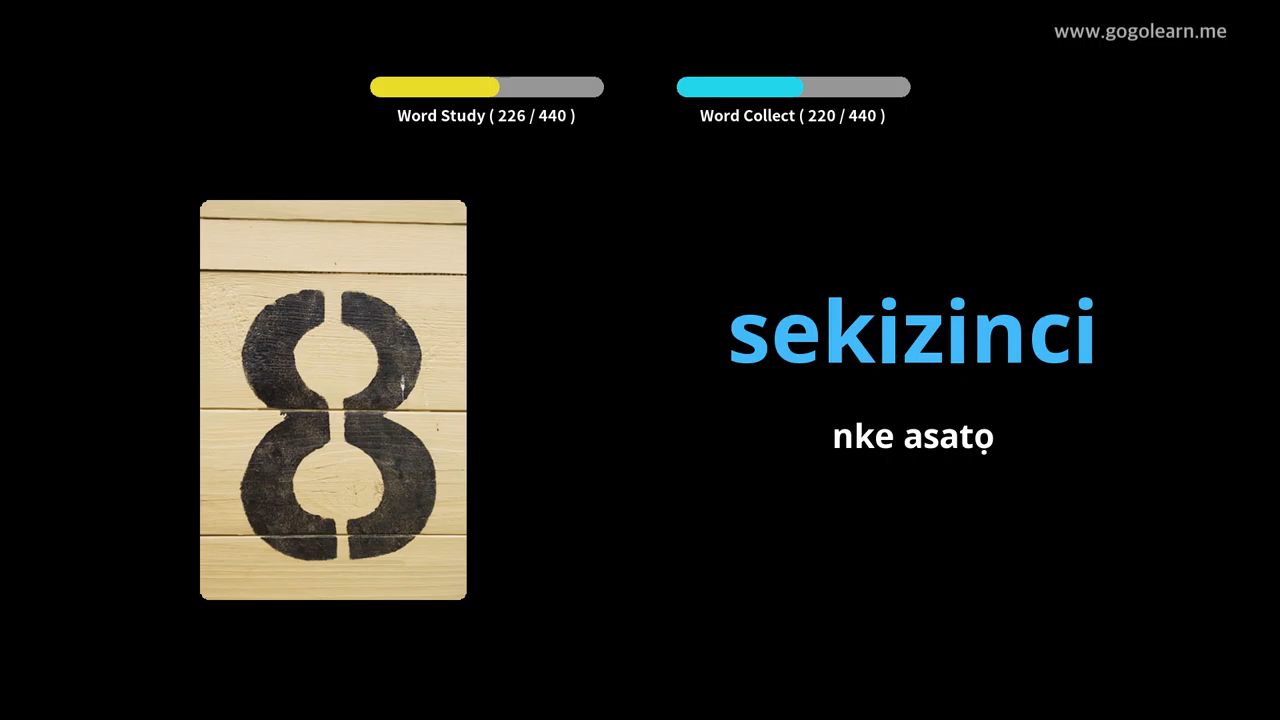 www.gogolearn.me
Word Study ( 226 / 440 )
Word Collect ( 220 / 440 )
8
sekizinci
nke asatọ